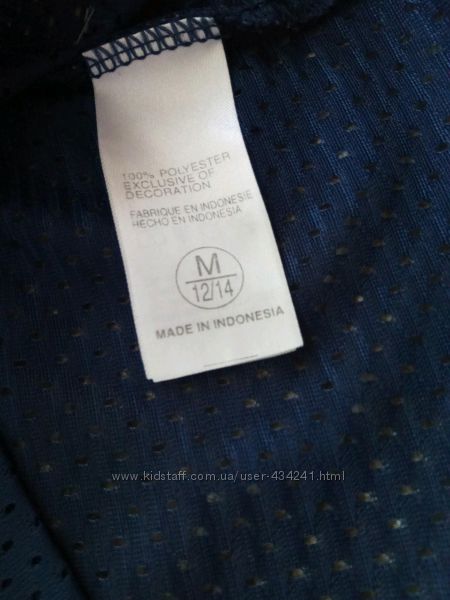 100% POLYESTER
EXCLUSIVE OF
DECORATION
FABRIQUE EN INDONESIE
HECHO EN INDONESIA
M
12/14
MADE IN INDONESIA
www.kidstaff.com.ua/user-434241.html